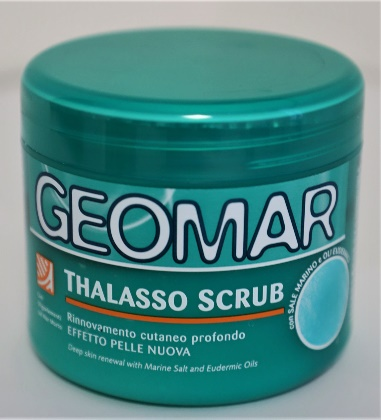 GEOMAR
THALASSO SCRUB
con SALE MARINO e OLI
Rinnovamento cutaneo profondo
EFFETTO PELLE NUOVA
Deep skin renewal with Marine Salt and Eudermic Oils